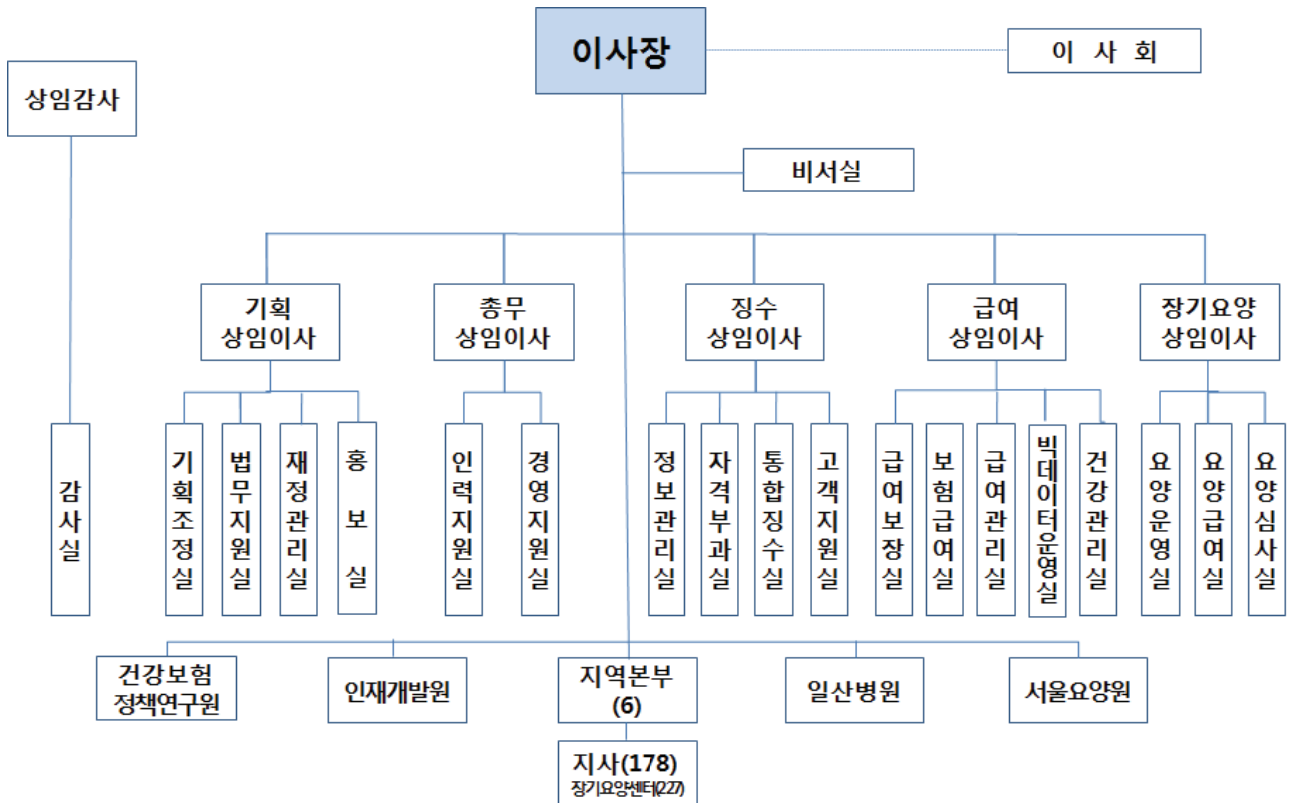 이사장
이 사 회
상임감사
비서실
기획
상임이사
총무
상임이사
징수
상임이사
급여
상임이사
장기요양
상임이사
감사실
기획조정실
법무지원실
재정관리실
홍보실
인력지원실
경영지원실
정보관리실
자격부과실
통합징수실
고객지원실
급여보장실
보험급여실
급여관리실
빅데이터운영실
건강관리실
요양운영실
요양급여실
요양심사실
건강보험
정책연구원
인재개발원
지역본부
(6)
일산병원
서울요양원
지사(178)
장기요양센터(227)